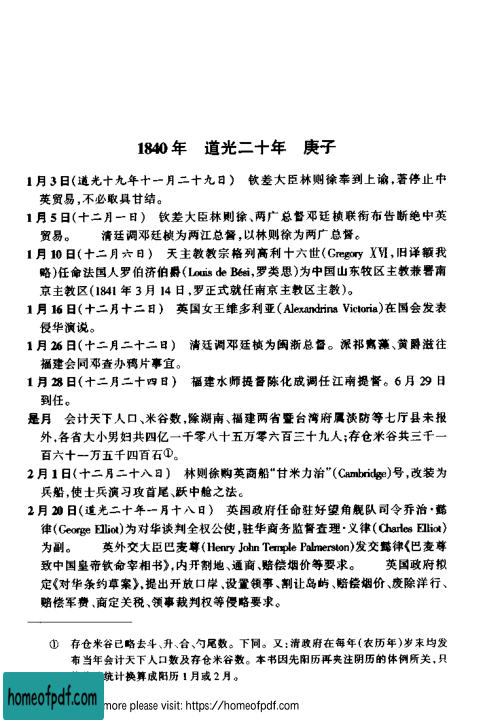 1840年　道光二十年　庚子
1月3日(道光十九年十一月二十九日)　钦差大臣林则徐奉到上谕,著停止中
英贸易,不必取具甘结。
1月5日(十二月一日)　钦差大臣林则徐、两广总督邓廷桢联衔布告断绝中英
贸易。　　清廷调邓廷桢为两江总督,以林则徐为两广总督。
1月10日(十二月六日)　天主教教宗格列高利十六世(Gregory XVI,旧译额我
略)任命法国人罗伯济伯爵(Louis de Bési,罗类思)为中国山东牧区主教兼署南
京主教区(1841年3月14日,罗正式就任南京主教区主教)。
1月16日(十二月十二日)　英国女王维多利亚(Alexandrina Victoria)在国会发表
侵华演说。
1月26日(十二月二十二日)　清廷调邓廷桢为闽浙总督。派祁寯藻、黄爵滋往
福建会同邓查办鸦片事宜。
1月28日(十二月二十四日)　福建水师提督陈化成调任江南提督。6月29日
到任。
是月　会计天下人口、米谷数,除湖南、福建两省暨台湾府属淡防等七厅县未报
外,各省大小男妇共四亿一千零八十五万零六百三十九人;存仓米谷共三千一
百六十一万五千四百石①。
2月1日(十二月二十八日)　林则徐购英商船“甘米力治”(Cambridge)号,改装为
兵船,使士兵演习攻首尾、跃中舱之法。
2月20日(道光二十年一月十八日)　英国政府任命驻好望角舰队司令乔治·懿
律(George Elliot)为对华谈判全权公使,驻华商务监督查理·义律(Charles Elliot)
为副。　　英外交大臣巴麦尊(Henry John Temple Palmerston)发交懿律《巴麦尊
致中国皇帝钦命宰相书》,内开割地、通商、赔偿烟价等要求。　　英国政府拟
定《对华条约草案》,提出开放口岸、设置领事、割让岛屿、赔偿烟价、废除洋行、
赔偿军费、商定关税、领事裁判权等侵略要求。
①　存仓米谷已略去斗、升、合、勺尾数。下同。又:清政府在每年(农历年)岁末均发
布当年会计天下人口数及存仓米谷数。本书因先阳历再夹注阴历的体例所关,只
统计换算成阳历1月或2月。
homeofpdf.com
more please visit: https://homeofpdf.com